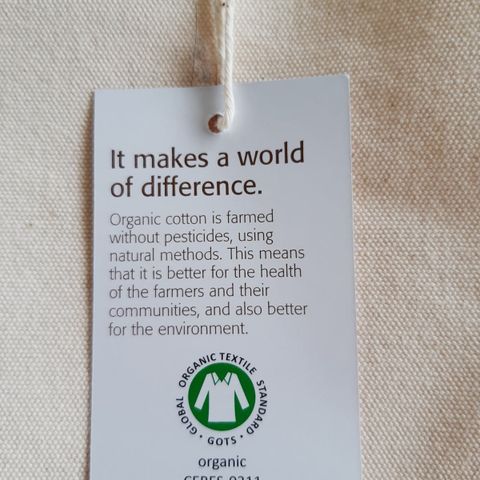 It makes a world
of difference.
Organic cotton is farmed
without pesticides, using
natural methods. This means
that it is better for the health
of the farmers and their
communities, and also better
for the environment.
GLOBAL · ORGANIC TEXTILE STANDARD · GOTS ·
organic
CERES-0211